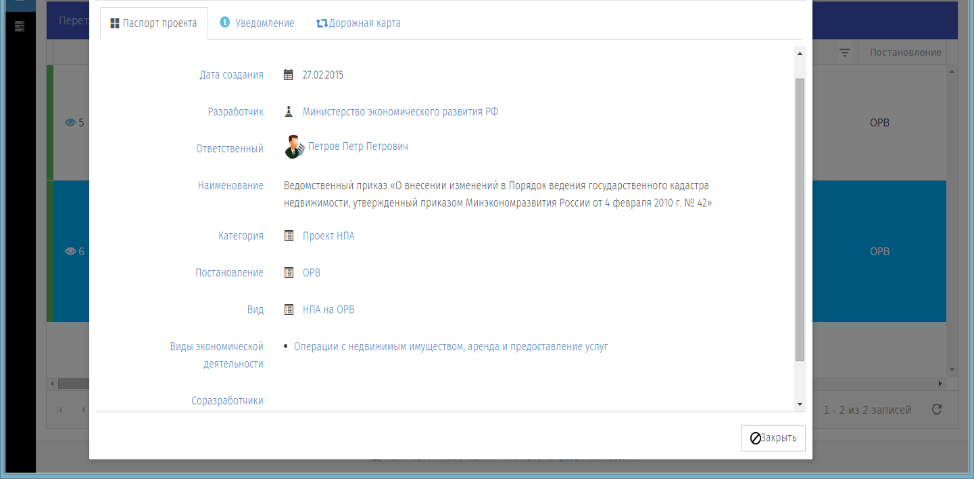 Паспорт проекта
Уведомление
Дорожная карта
Постановление
Дата создания 27.02.2015
5
Разработчик Министерство экономического развития РФ
ОРВ
Ответственный Петров Петр Петрович
Наименование Ведомственный приказ «О внесении изменений в Порядок ведения государственного кадастра
недвижимости, утвержденный приказом Минэкономразвития России от 4 февраля 2010 г. № 42»
Категория Проект НПА
6
ОРВ
Постановление ОРВ
Вид НПА на ОРВ
Виды экономической
деятельности
Операции с недвижимым имуществом, аренда и предоставление услуг
Соразработчики
1 - 2 из 2 записей
Закрыть